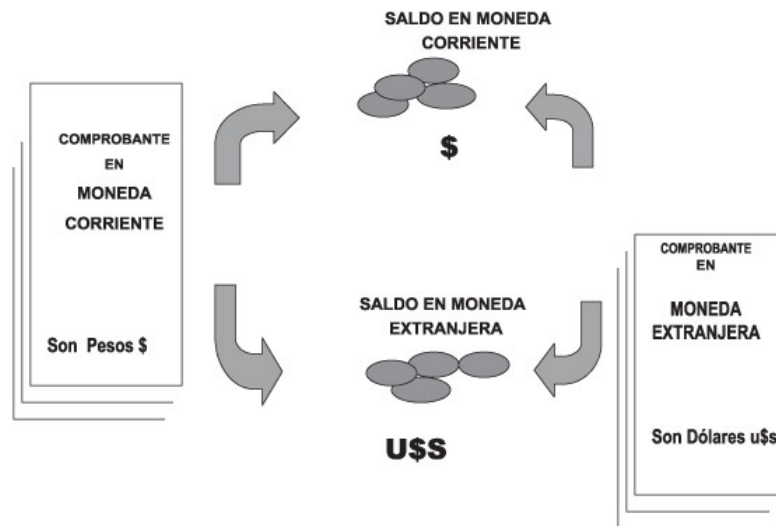 SALDO EN MONEDA
CORRIENTE
$
COMPROBANTE
EN
MONEDA
CORRIENTE
Son Pesos $
SALDO EN MONEDA
EXTRANJERA
U$S
COMPROBANTE
EN
MONEDA
EXTRANJERA
Son Dólares u$s